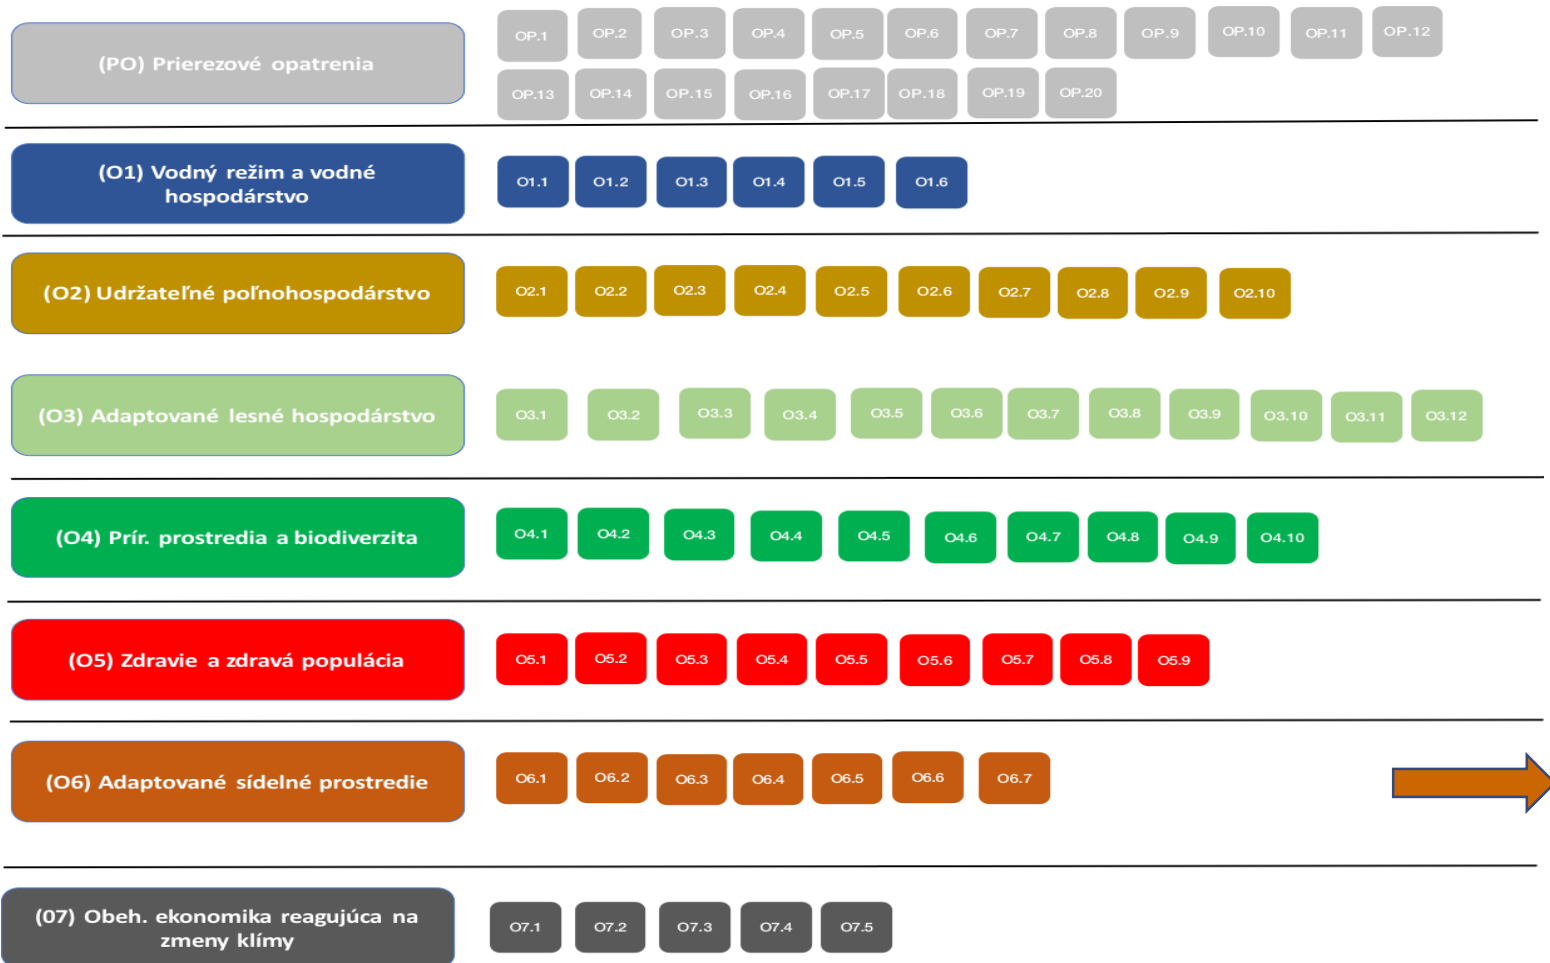 (PO) Prierezové opatrenia
OP.1 OP.2 OP.3 OP.4 OP.5 OP.6 OP.7 OP.8 OP.9 OP.10 OP.11 OP.12
OP.13 OP.14 OP.15 OP.16 OP.17 OP.18 OP.19 OP.20
(O1) Vodný režim a vodné
hospodárstvo
O1.1 O1.2 O1.3 O1.4 O1.5 O1.6
(O2) Udržateľné poľnohospodárstvo
O2.1 O2.2 O2.3 O2.4 O2.5 O2.6 O2.7 O2.8 O2.9 O2.10
(O3) Adaptované lesné hospodárstvo
O3.1 O3.2 O3.3 O3.4 O3.5 O3.6 O3.7 O3.8 O3.9 O3.10 O3.11 O3.12
(O4) Prír. prostredia a biodiverzita
O4.1 O4.2 O4.3 O4.4 O4.5 O4.6 O4.7 O4.8 O4.9 O4.10
(O5) Zdravie a zdravá populácia
O5.1 O5.2 O5.3 O5.4 O5.5 O5.6 O5.7 O5.8 O5.9
(O6) Adaptované sídelné prostredie
O6.1 O6.2 O6.3 O6.4 O6.5 O6.6 O6.7
(07) Obeh. ekonomika reagujúca na
zmeny klímy
O7.1 O7.2 O7.3 O7.4 O7.5